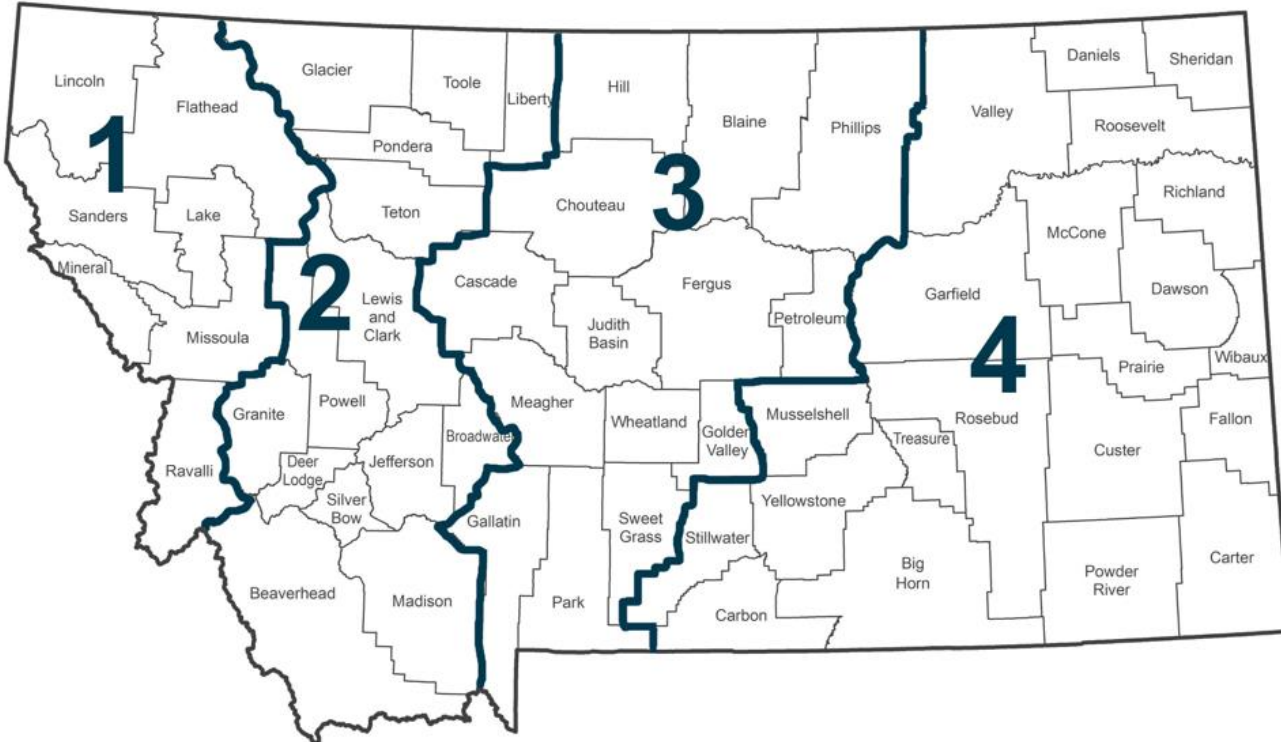 Lincoln
Flathead
Glacier
Toole
Liberty
Hill
Blaine
Phillips
Valley
Daniels
Sheridan
Roosevelt
1
Pondera
3
Sanders
Lake
Teton
Chouteau
Richland
McCone
Mineral
2
Missoula
Lewis
and
Clark
Cascade
Judith
Basin
Fergus
Petroleum
Garfield
4
Dawson
Prairie
Wibaux
Ravalli
Granite
Powell
Deer
Lodge
Silver
Bow
Jefferson
Broadwater
Meagher
Wheatland
Golden
Valley
Musselshell
Treasure
Rosebud
Custer
Fallon
Gallatin
Sweet
Grass
Stillwater
Yellowstone
Beaverhead
Madison
Park
Carbon
Big
Horn
Powder
River
Carter